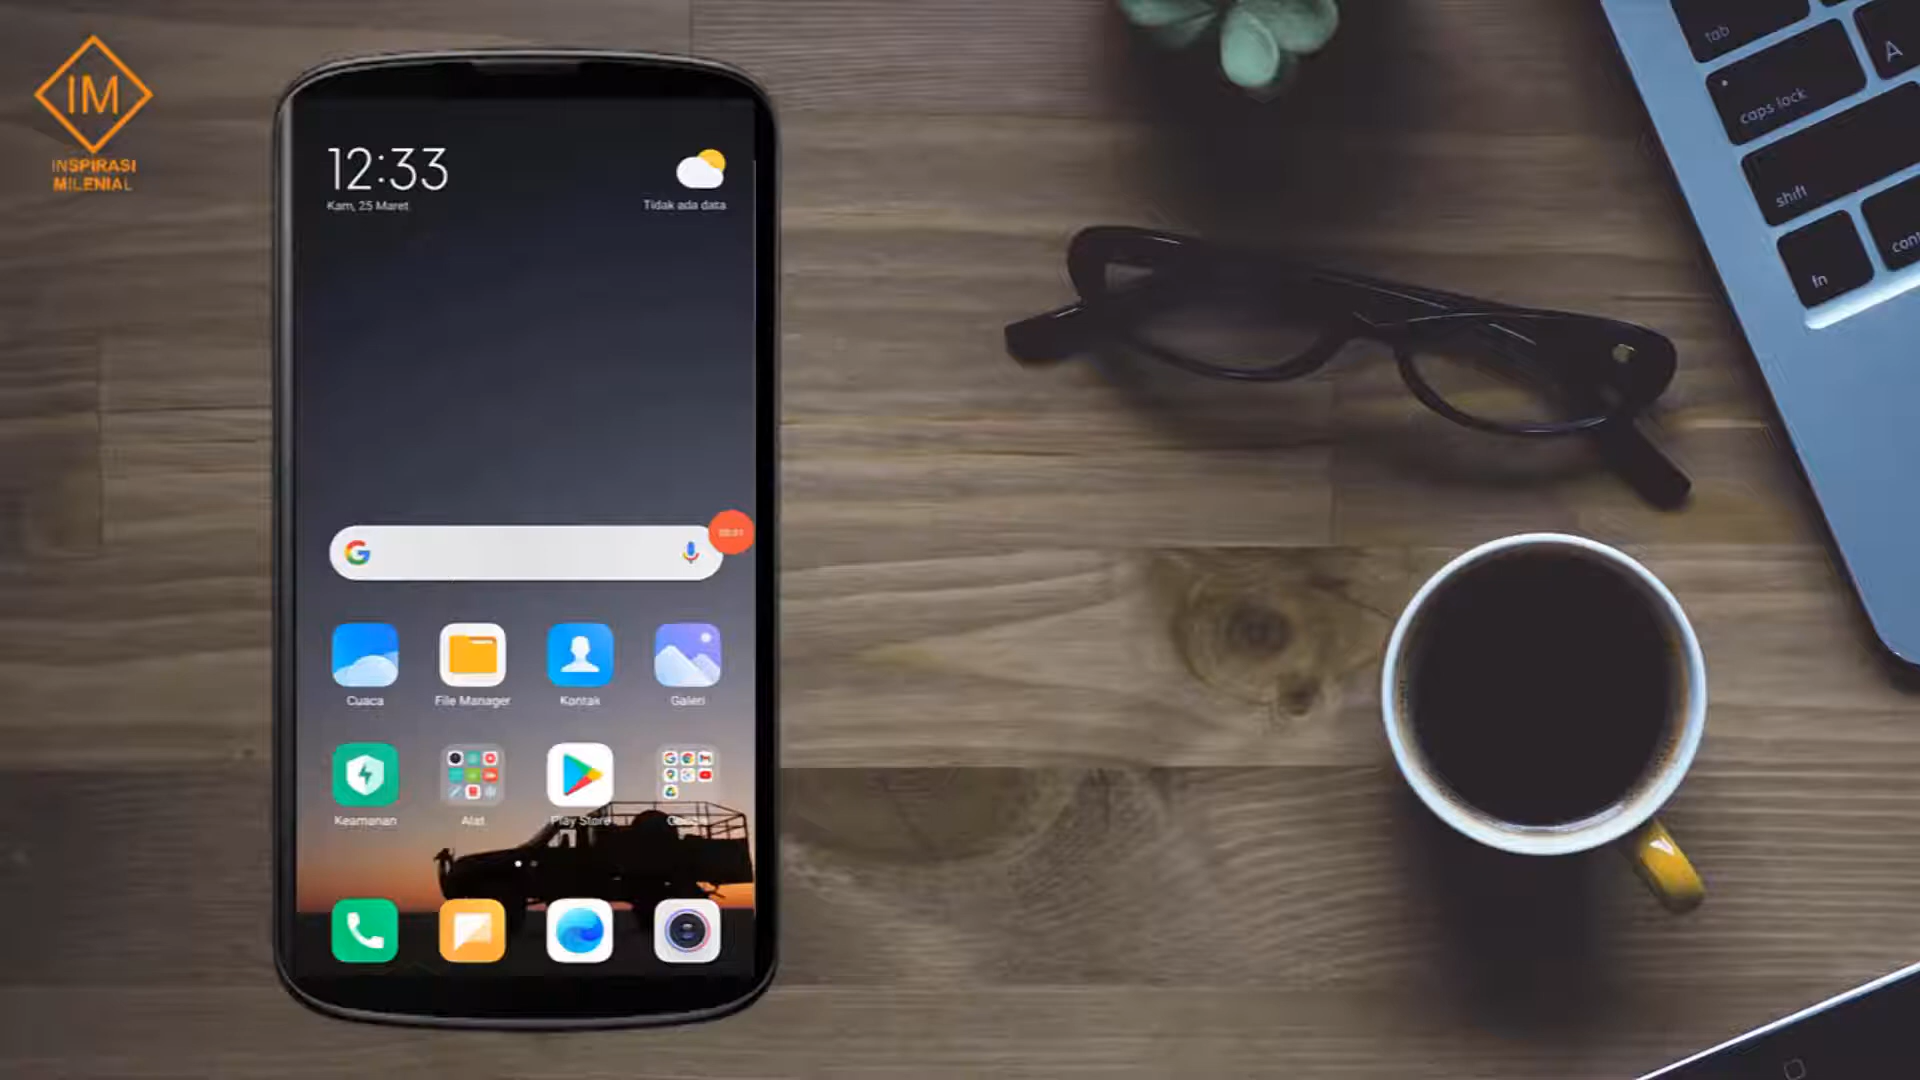 IM
INSPIRASI
MILENIAL
12:33
Kam, 25 Maret
Tidak ada data
Cuaca
File Manager
Kontak
Galeri
Keamanan
Alat
Play Store
tab
A
caps lock
shift
fn